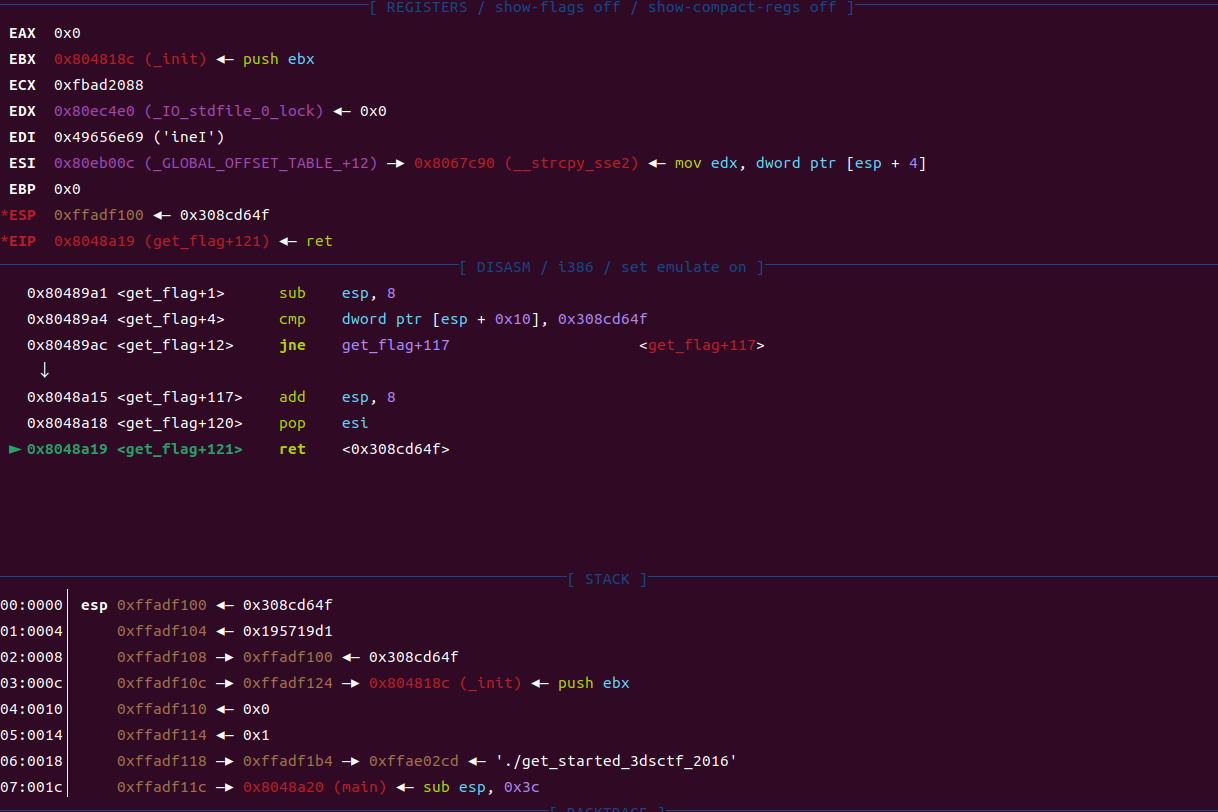 [ REGISTERS / show-flags off / show-compact-regs off ]
EAX 0x0
EBX 0x804818c (_init) ◂— push ebx
ECX 0xfbad2088
EDX 0x80ec4e0 (_IO_stdfile_0_lock) ◂— 0x0
EDI 0x49656e69 ('ineI')
ESI 0x80eb00c (_GLOBAL_OFFSET_TABLE_+12) —▸ 0x8067c90 (__strcpy_sse2) ◂— mov edx, dword ptr [esp + 4]
EBP 0x0
*ESP 0xffadf100 ◂— 0x308cd64f
*EIP 0x8048a19 (get_flag+121) ◂— ret
[ DISASM / i386 / set emulate on ]
0x80489a1 <get_flag+1> sub esp, 8
0x80489a4 <get_flag+4> cmp dword ptr [esp + 0x10], 0x308cd64f
0x80489ac <get_flag+12> jne get_flag+117 <get_flag+117>
↓
0x8048a15 <get_flag+117> add esp, 8
0x8048a18 <get_flag+120> pop esi
► 0x8048a19 <get_flag+121> ret <0x308cd64f>
[ STACK ]
00:0000│ esp 0xffadf100 ◂— 0x308cd64f
01:0004│ 0xffadf104 ◂— 0x195719d1
02:0008│ 0xffadf108 —▸ 0xffadf100 ◂— 0x308cd64f
03:000c│ 0xffadf10c —▸ 0xffadf124 —▸ 0x804818c (_init) ◂— push ebx
04:0010│ 0xffadf110 ◂— 0x0
05:0014│ 0xffadf114 ◂— 0x1
06:0018│ 0xffadf118 —▸ 0xffadf1b4 —▸ 0xffae02cd ◂— './get_started_3dsctf_2016'
07:001c│ 0xffadf11c —▸ 0x8048a20 (main) ◂— sub esp, 0x3c
[ BACKTRACE ]